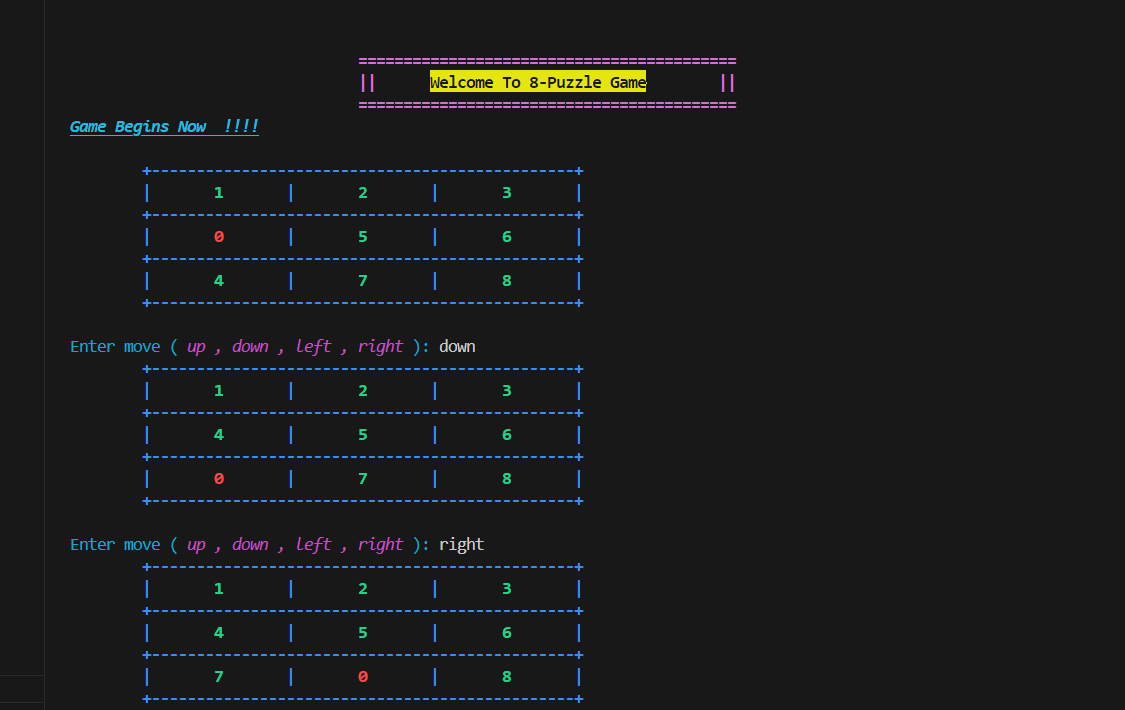 ==========================================
||      Welcome To 8-Puzzle Game        ||
==========================================
Game Begins Now  !!!!
+-----------------------------------------------+
|       1       |       2       |       3       |
+-----------------------------------------------+
|       0       |       5       |       6       |
+-----------------------------------------------+
|       4       |       7       |       8       |
+-----------------------------------------------+
Enter move ( up , down , left , right ): down
+-----------------------------------------------+
|       1       |       2       |       3       |
+-----------------------------------------------+
|       4       |       5       |       6       |
+-----------------------------------------------+
|       0       |       7       |       8       |
+-----------------------------------------------+
Enter move ( up , down , left , right ): right
+-----------------------------------------------+
|       1       |       2       |       3       |
+-----------------------------------------------+
|       4       |       5       |       6       |
+-----------------------------------------------+
|       7       |       0       |       8       |
+-----------------------------------------------+